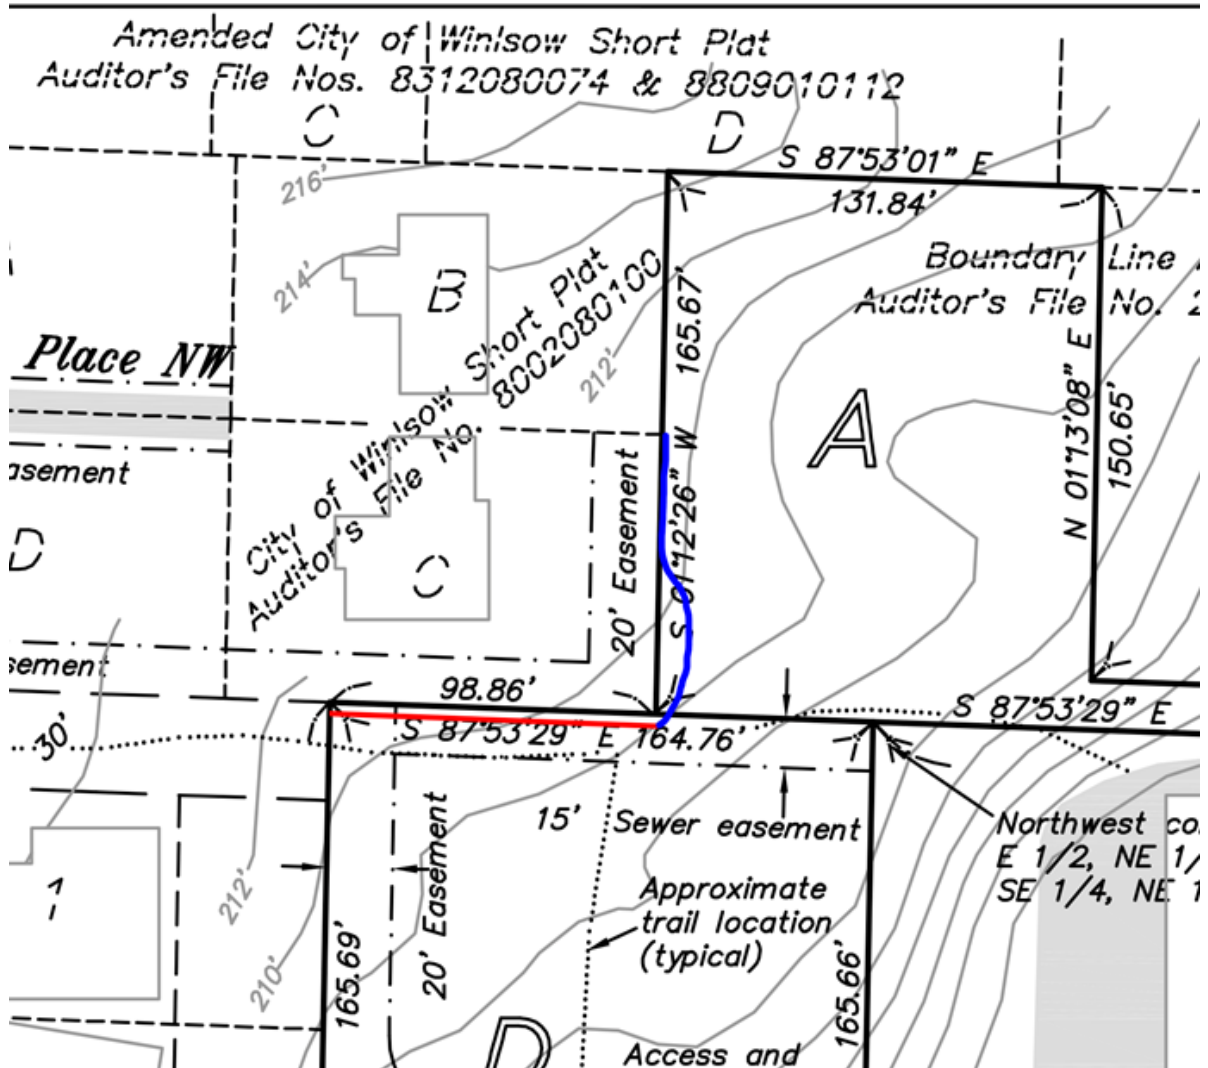 Amended City of Winlsow Short Plat
Auditor's File Nos. 8312080074 & 8809010112
C
D
S 87°53'01" E
131.84'
216'
214'
212'
B
City of Winlsow Short Plat
Auditor's File No. 8002080100
165.67'
S 01°12'26" W
Boundary Line
Auditor's File No. 2
Place NW
A
N 01°13'08" E
150.65'
asement
D
C
20' Easement
sement
98.86'
S 87°53'29" E 164.76'
S 87°53'29" E
30'
15' Sewer easement
Northwest co
E 1/2, NE 1/
SE 1/4, NE 1
1
212'
210'
20' Easement
Approximate
trail location
(typical)
165.69'
165.66'
D
Access and